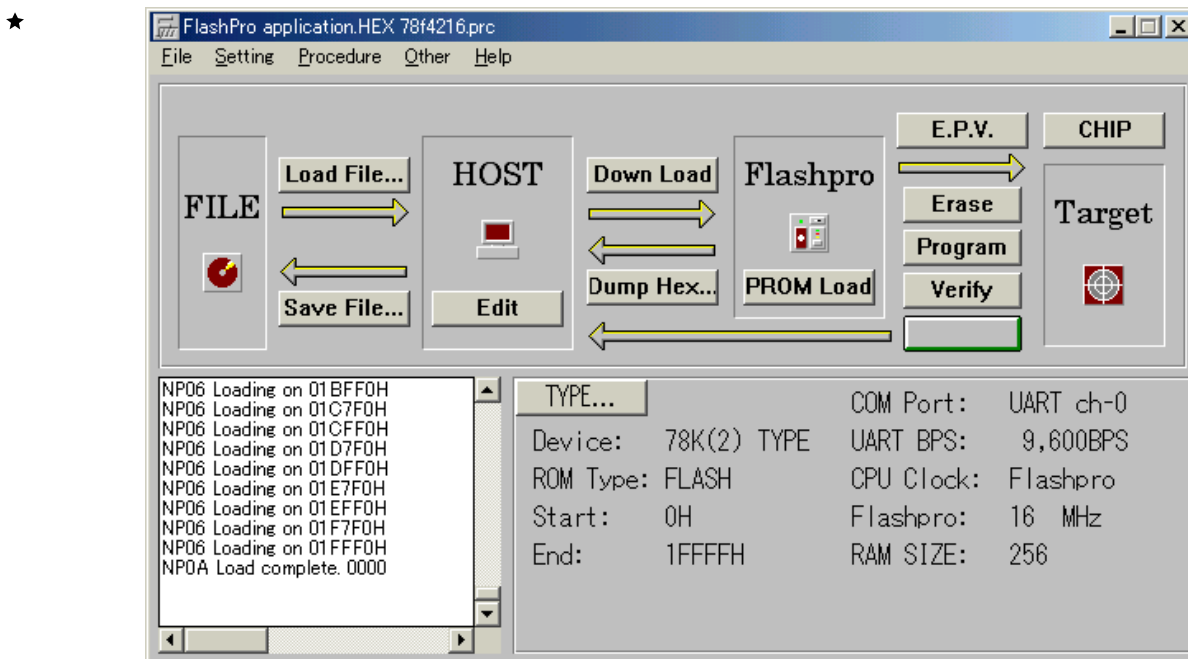 ★
FlashPro application.HEX 78f4216.prc
File Setting Procedure Other Help
FILE
Load File...
Save File...
HOST
Edit
Down Load
Dump Hex...
Flashpro
PROM Load
E.P.V.
Erase
Program
Verify
CHIP
Target
NP06 Loading on 01BFF0H
NP06 Loading on 01C7F0H
NP06 Loading on 01CFF0H
NP06 Loading on 01D7F0H
NP06 Loading on 01DFF0H
NP06 Loading on 01E7F0H
NP06 Loading on 01EFF0H
NP06 Loading on 01F7F0H
NP06 Loading on 01FFF0H
NP0A Load complete. 0000
TYPE...
Device: 78K(2) TYPE
ROM Type: FLASH
Start: 0H
End: 1FFFFH
COM Port: UART ch-0
UART BPS: 9,600BPS
CPU Clock: Flashpro
Flashpro: 16 MHz
RAM SIZE: 256